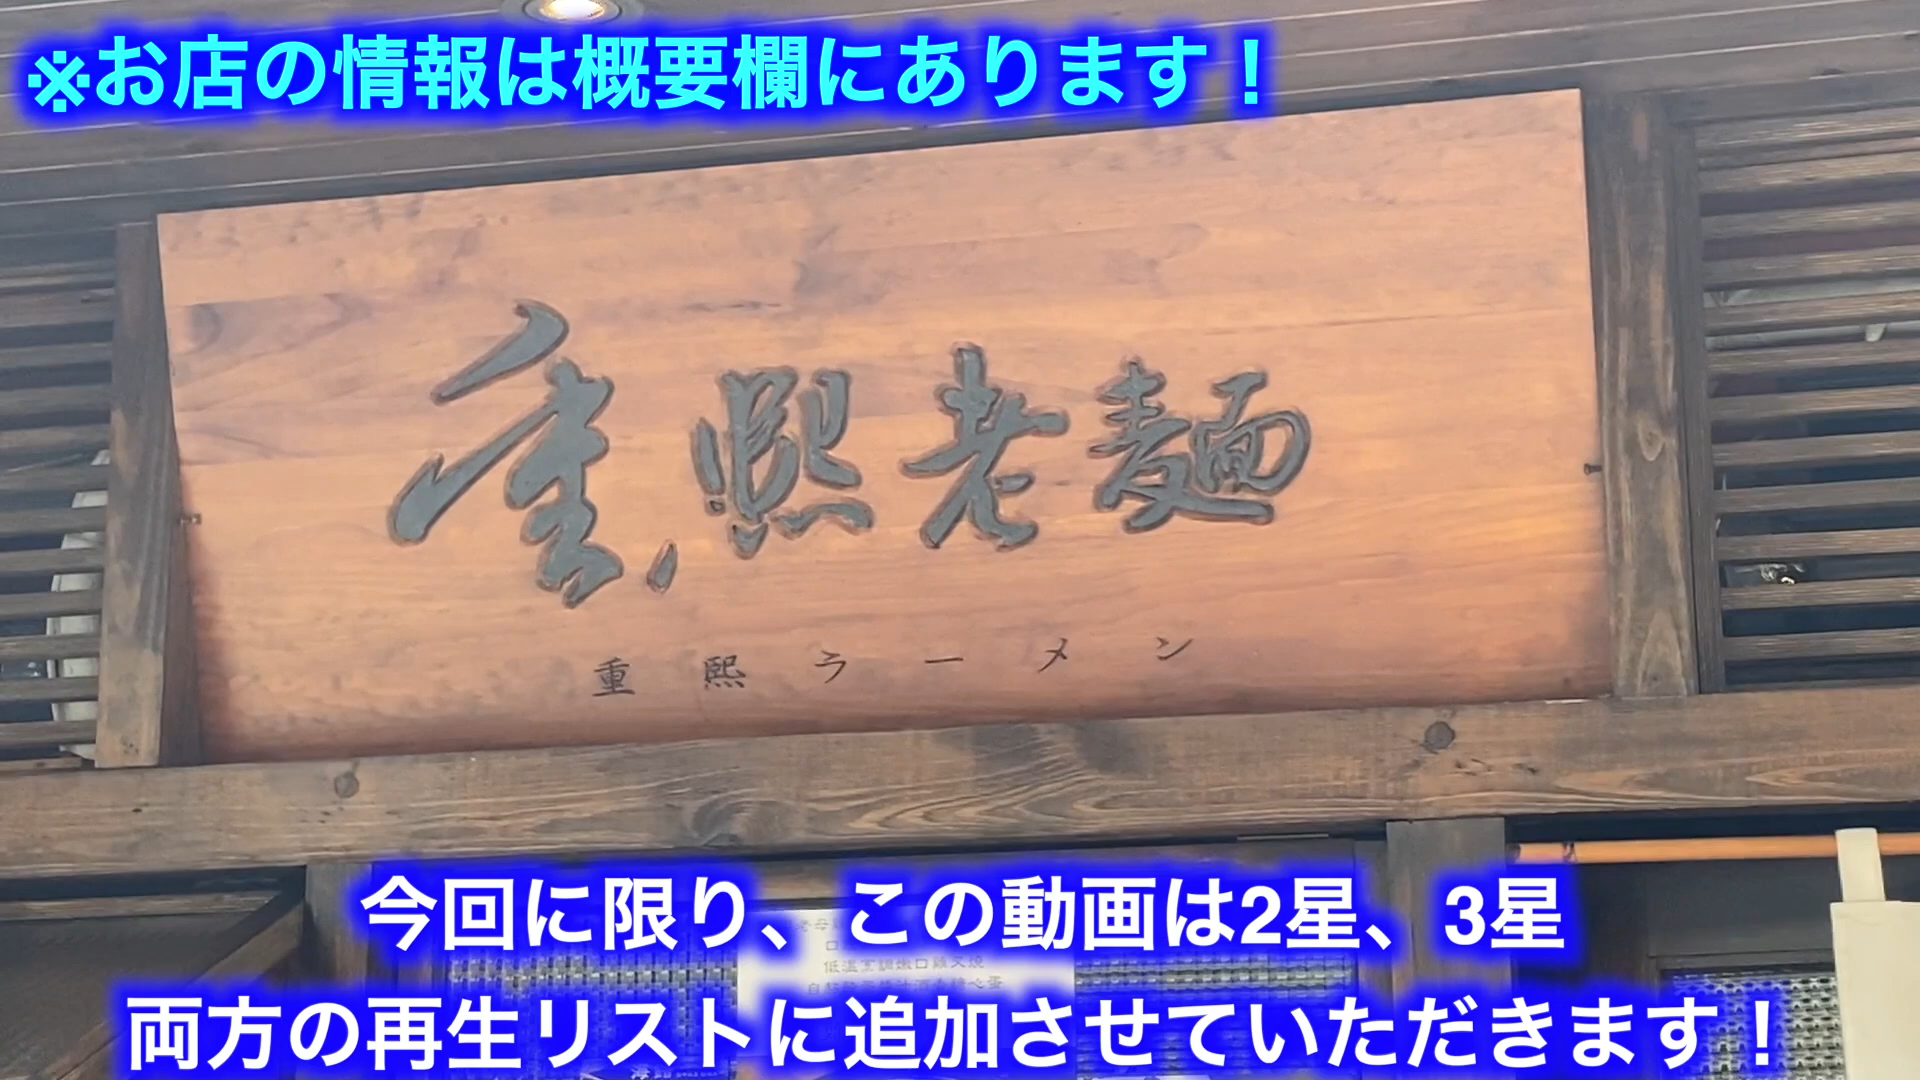 ※お店の情報は概要欄にあります！
重熙老麺
重熙ラーメン
今回に限り、この動画は2星、3星
両方の再生リストに追加させていただきます！